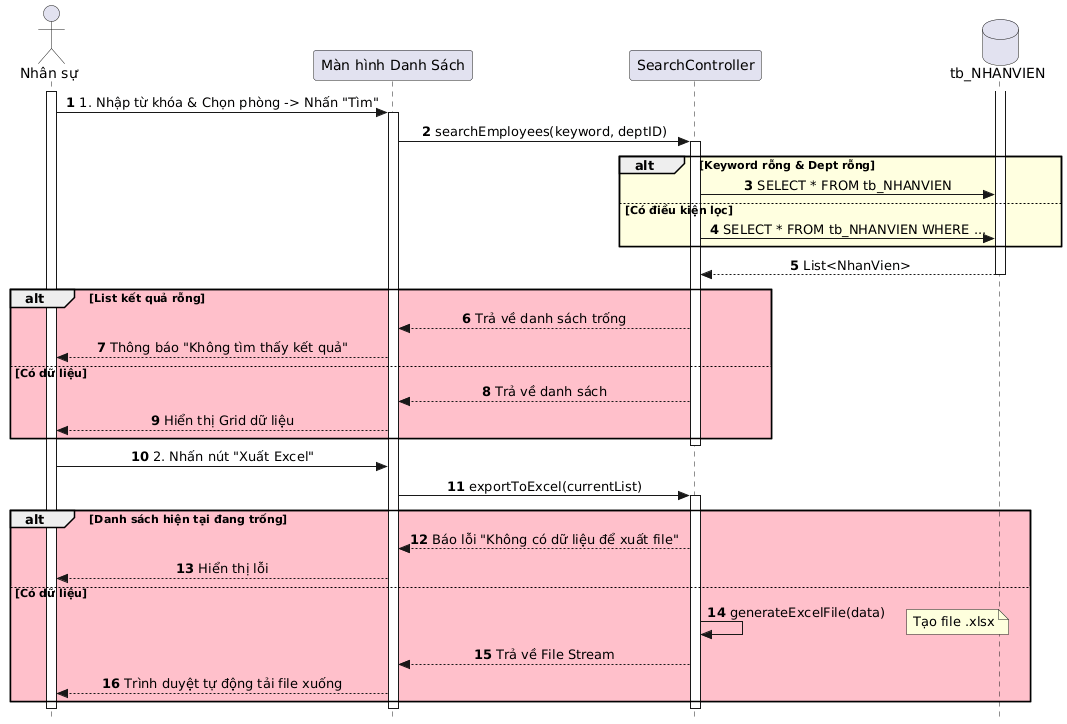 Nhân sự
Màn hình Danh Sách
SearchController
tb_NHANVIEN
1 1. Nhập từ khóa & Chọn phòng -> Nhấn "Tìm"
2 searchEmployees(keyword, deptID)
alt [Keyword rỗng & Dept rỗng]
3 SELECT * FROM tb_NHANVIEN
[Có điều kiện lọc]
4 SELECT * FROM tb_NHANVIEN WHERE ...
5 List<NhanVien>
alt [List kết quả rỗng]
6 Trả về danh sách trống
7 Thông báo "Không tìm thấy kết quả"
[Có dữ liệu]
8 Trả về danh sách
9 Hiển thị Grid dữ liệu
10 2. Nhấn nút "Xuất Excel"
11 exportToExcel(currentList)
alt [Danh sách hiện tại đang trống]
12 Báo lỗi "Không có dữ liệu để xuất file"
13 Hiển thị lỗi
[Có dữ liệu]
14 generateExcelFile(data)
Tạo file .xlsx
15 Trả về File Stream
16 Trình duyệt tự động tải file xuống